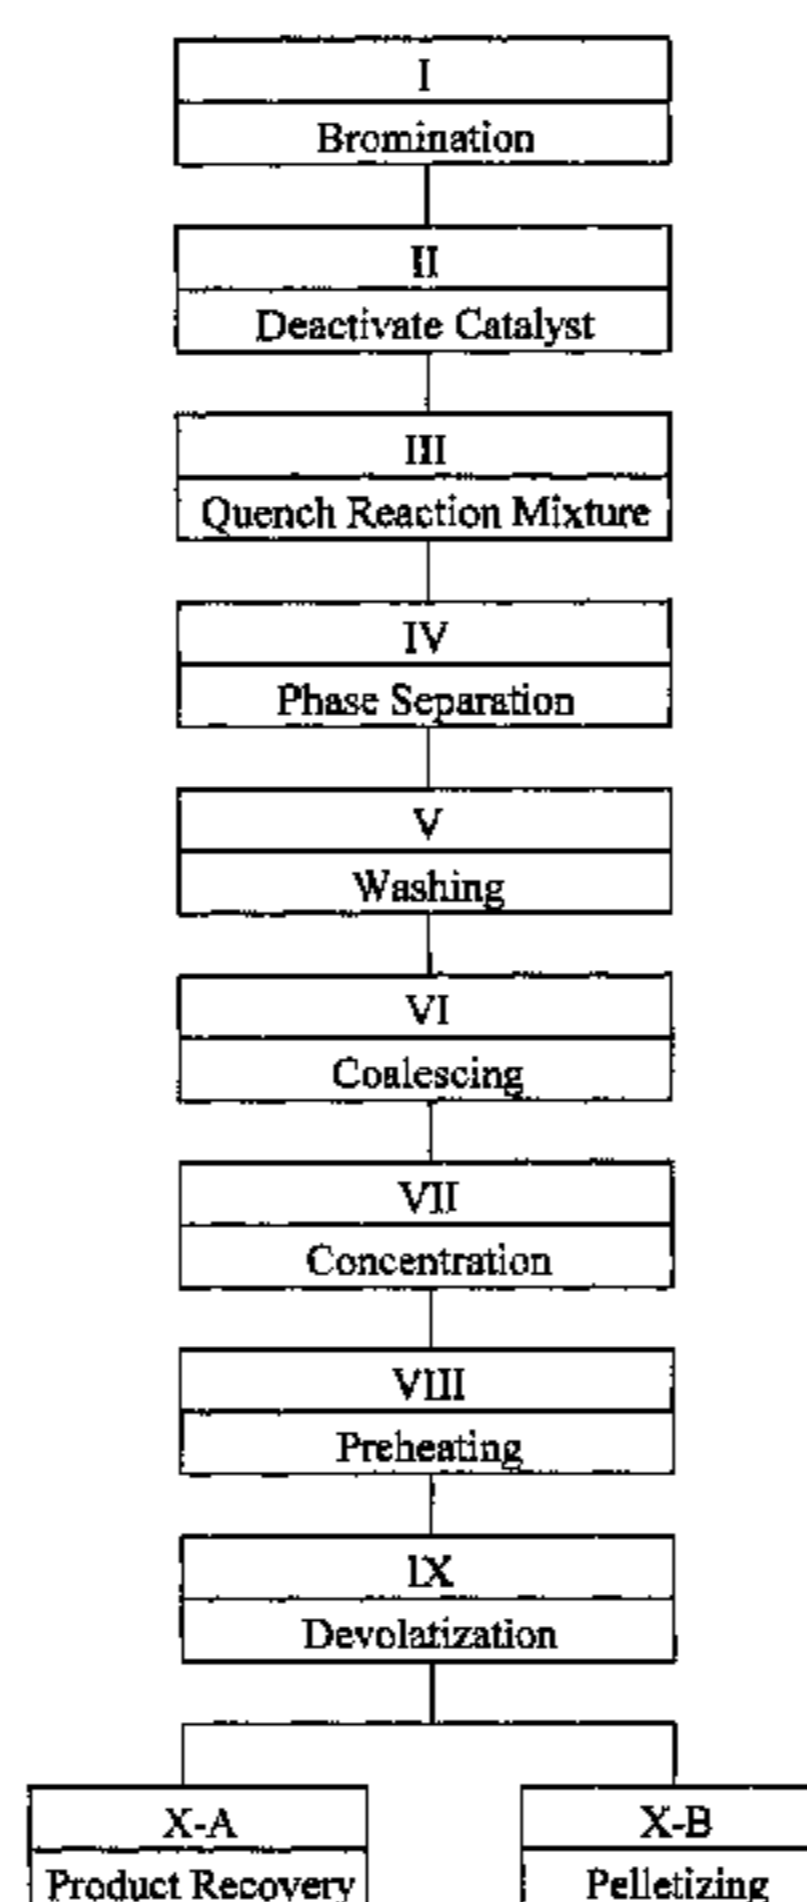 I
Bromination
II
Deactivate Catalyst
III
Quench Reaction Mixture
IV
Phase Separation
V
Washing
VI
Coalescing
VII
Concentration
VIII
Preheating
IX
Devolatization
X-A
X-B
Product Recovery
Pelletizing